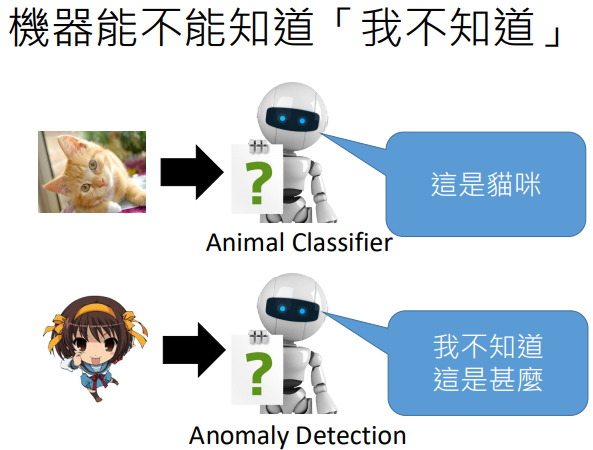 機器能不能知道「我不知道」
?
這是貓咪
Animal Classifier
?
我不知道
這是甚麼
Anomaly Detection